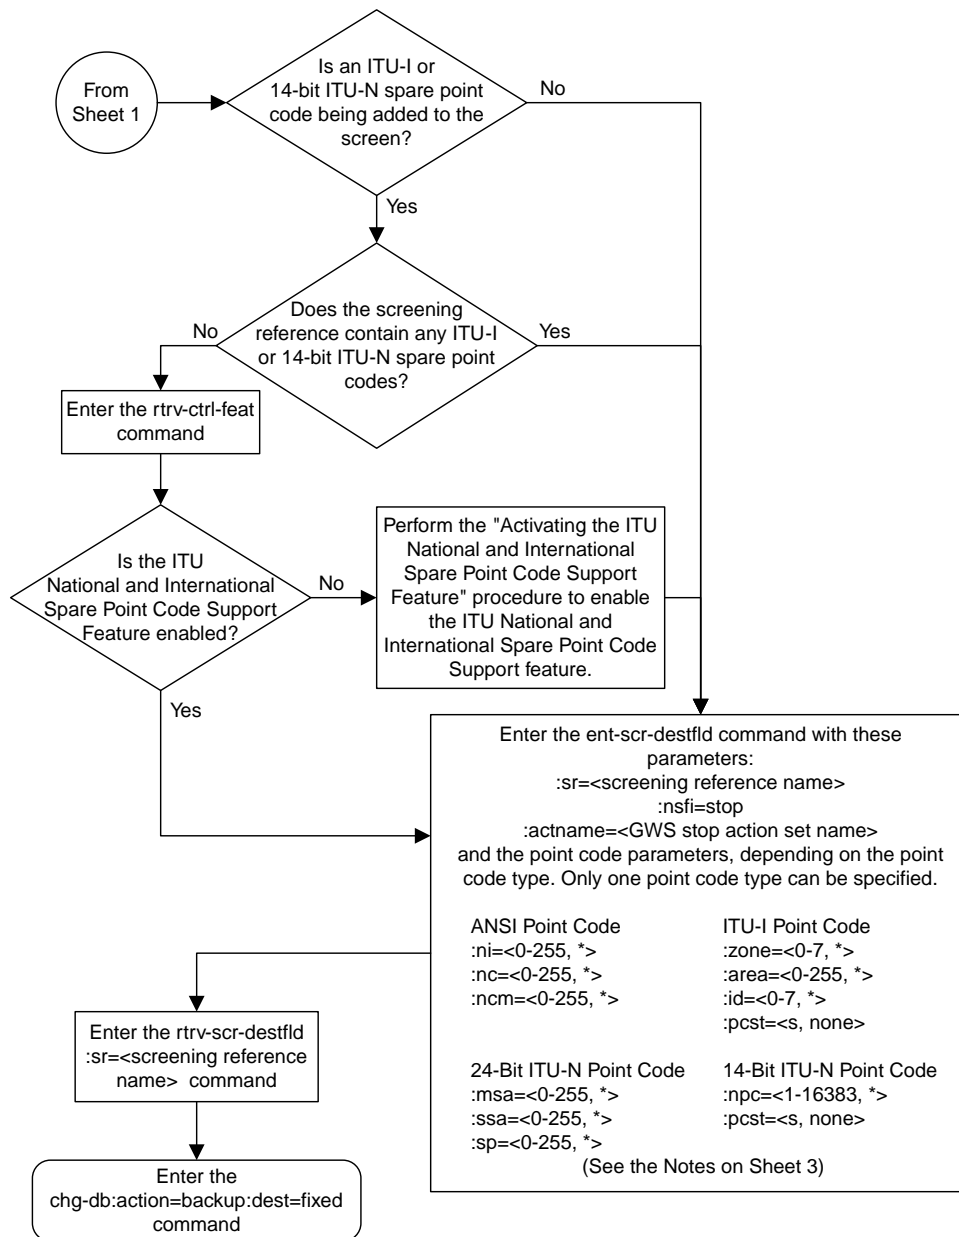 From
Sheet 1
Is an ITU-I or
14-bit ITU-N spare point
code being added to the
screen?
No
Yes
Does the screening
reference contain any ITU-I
or 14-bit ITU-N spare point
codes?
No
Yes
Enter the rtrv-ctrl-feat
command
Is the ITU
National and International
Spare Point Code Support
Feature enabled?
No
Yes
Perform the "Activating the ITU
National and International
Spare Point Code Support
Feature" procedure to enable
the ITU National and
International Spare Point Code
Support feature.
Enter the ent-scr-destfld command with these
parameters:
:sr=<screening reference name>
:nsfi=stop
:actname=<GWS stop action set name>
and the point code parameters, depending on the point
code type. Only one point code type can be specified.
ANSI Point Code
:ni=<0-255, *>
:nc=<0-255, *>
:ncm=<0-255, *>
ITU-I Point Code
:zone=<0-7, *>
:area=<0-255, *>
:id=<0-7, *>
:pcst=<s, none>
24-Bit ITU-N Point Code
:msa=<0-255, *>
:ssa=<0-255, *>
:sp=<0-255, *>
14-Bit ITU-N Point Code
:npc=<1-16383, *>
:pcst=<s, none>
(See the Notes on Sheet 3)
Enter the rtrv-scr-destfld
:sr=<screening reference
name> command
Enter the
chg-db:action=backup:dest=fixed
command